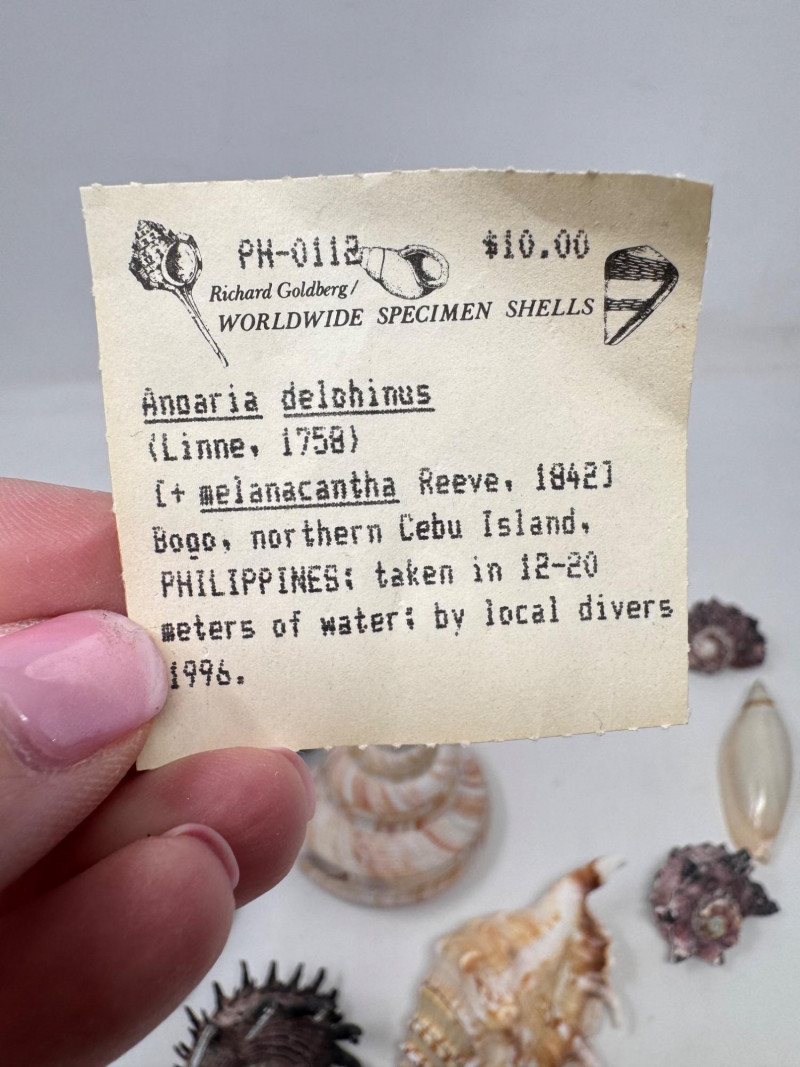 PH-0112 $10.00
Richard Goldberg/
WORLDWIDE SPECIMEN SHELLS
Angaria delphinus
(Linne, 1758)
[+ melanacantha Reeve, 1842]
Bogo, northern Cebu Island,
PHILIPPINES; taken in 12-20
meters of water; by local divers
1996.